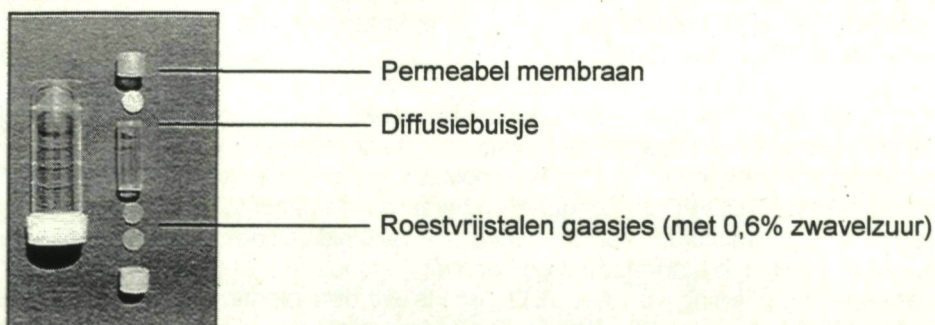 Permeabel membraan
Diffusiebuisje
Roestvrijstalen gaasjes (met 0,6% zwavelzuur)